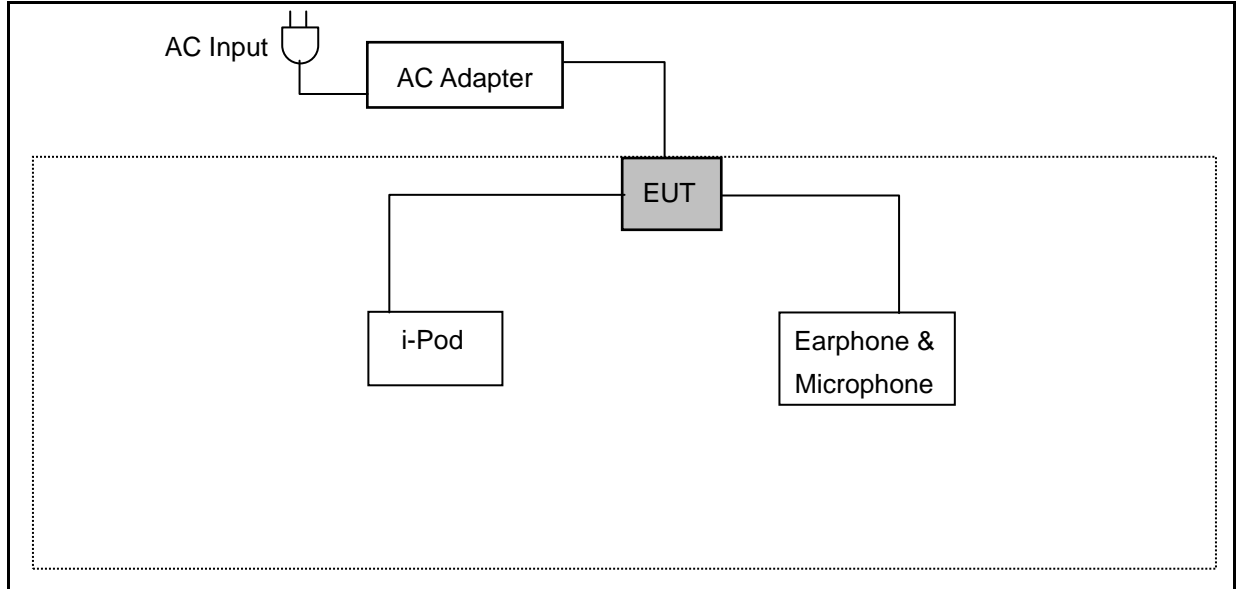 AC Input
AC Adapter
EUT
i-Pod
Earphone &
Microphone